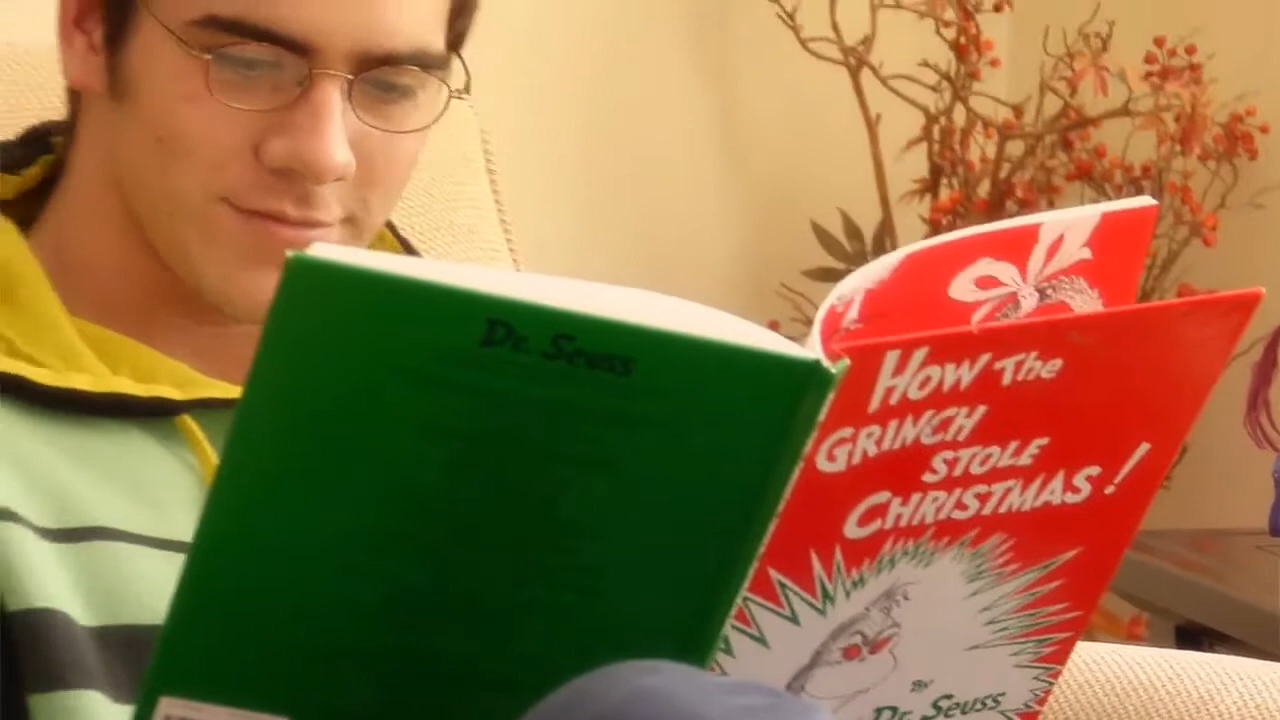 Dr. Seuss
How The
GRINCH
STOLE
CHRISTMAS!
By
Dr. Seuss